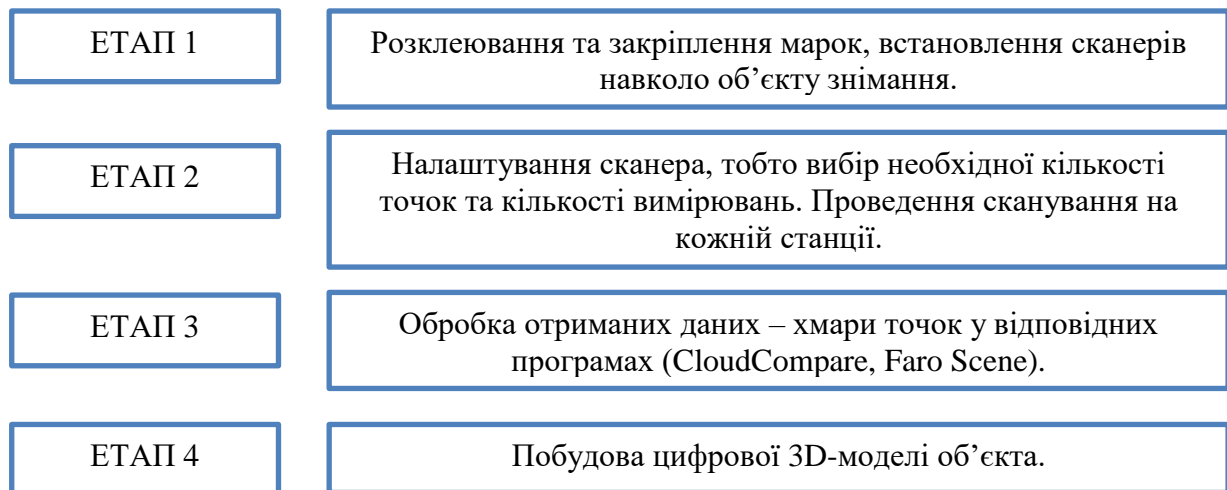 ЕТАП 1
Розклеювання та закріплення марок, встановлення сканерів
навколо об’єкту знімання.
ЕТАП 2
Налаштування сканера, тобто вибір необхідної кількості
точок та кількості вимірювань. Проведення сканування на
кожній станції.
ЕТАП 3
Обробка отриманих даних – хмари точок у відповідних
програмах (CloudCompare, Faro Scene).
ЕТАП 4
Побудова цифрової 3D-моделі об’єкта.